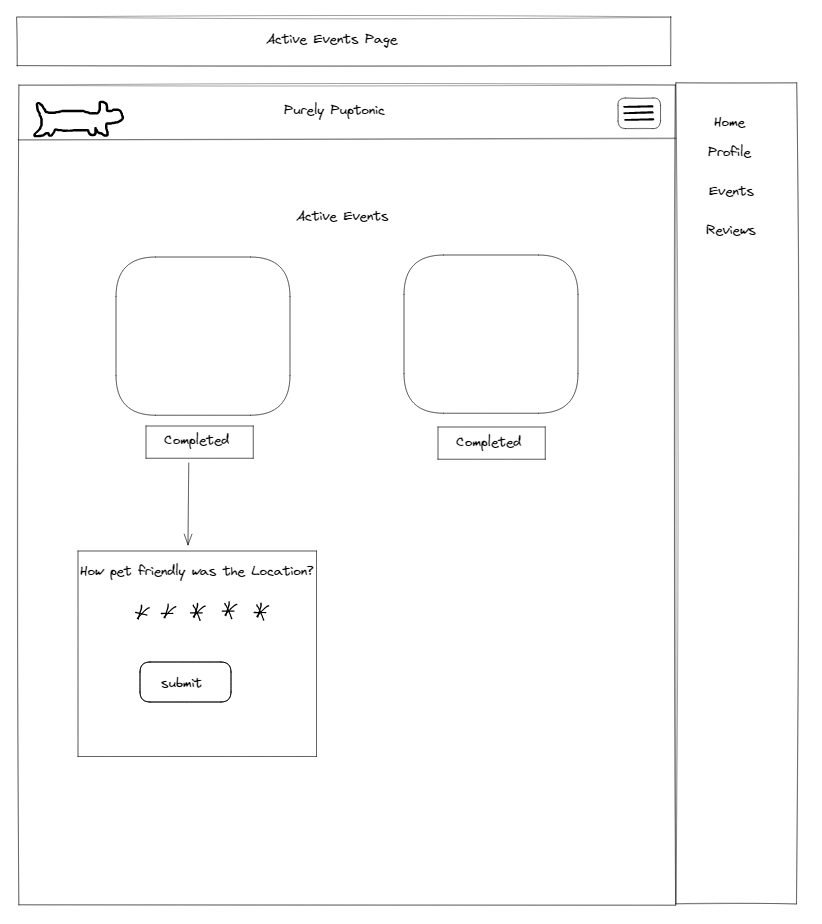 Active Events Page
Purely Puptonic
Home
Profile
Events
Reviews
Active Events
Completed
Completed
How pet friendly was the Location?
submit